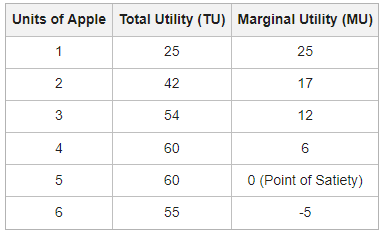 Units of Apple Total Utility (TU) Marginal Utility (MU)
1 25 25
2 42 17
3 54 12
4 60 6
5 60 0 (Point of Satiety)
6 55 -5